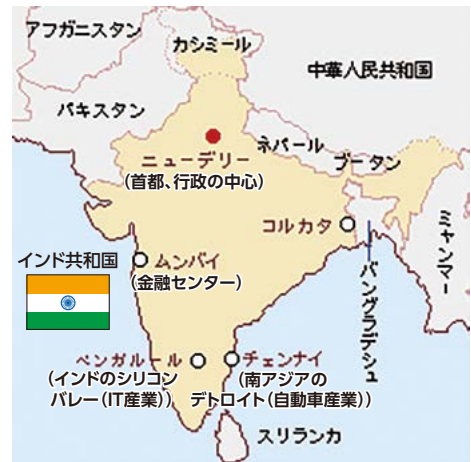 アフガニスタン
カシミール
中華人民共和国
パキスタン
ネパール
ブータン
ニューデリー
(首都、行政の中心)
コルカタ
ミャンマー
インド共和国
ムンバイ
(金融センター)
バングラデシュ
ベンガルール
(インドのシリコン
バレー(IT産業))
チェンナイ
(南アジアの
デトロイト(自動車産業))
スリランカ